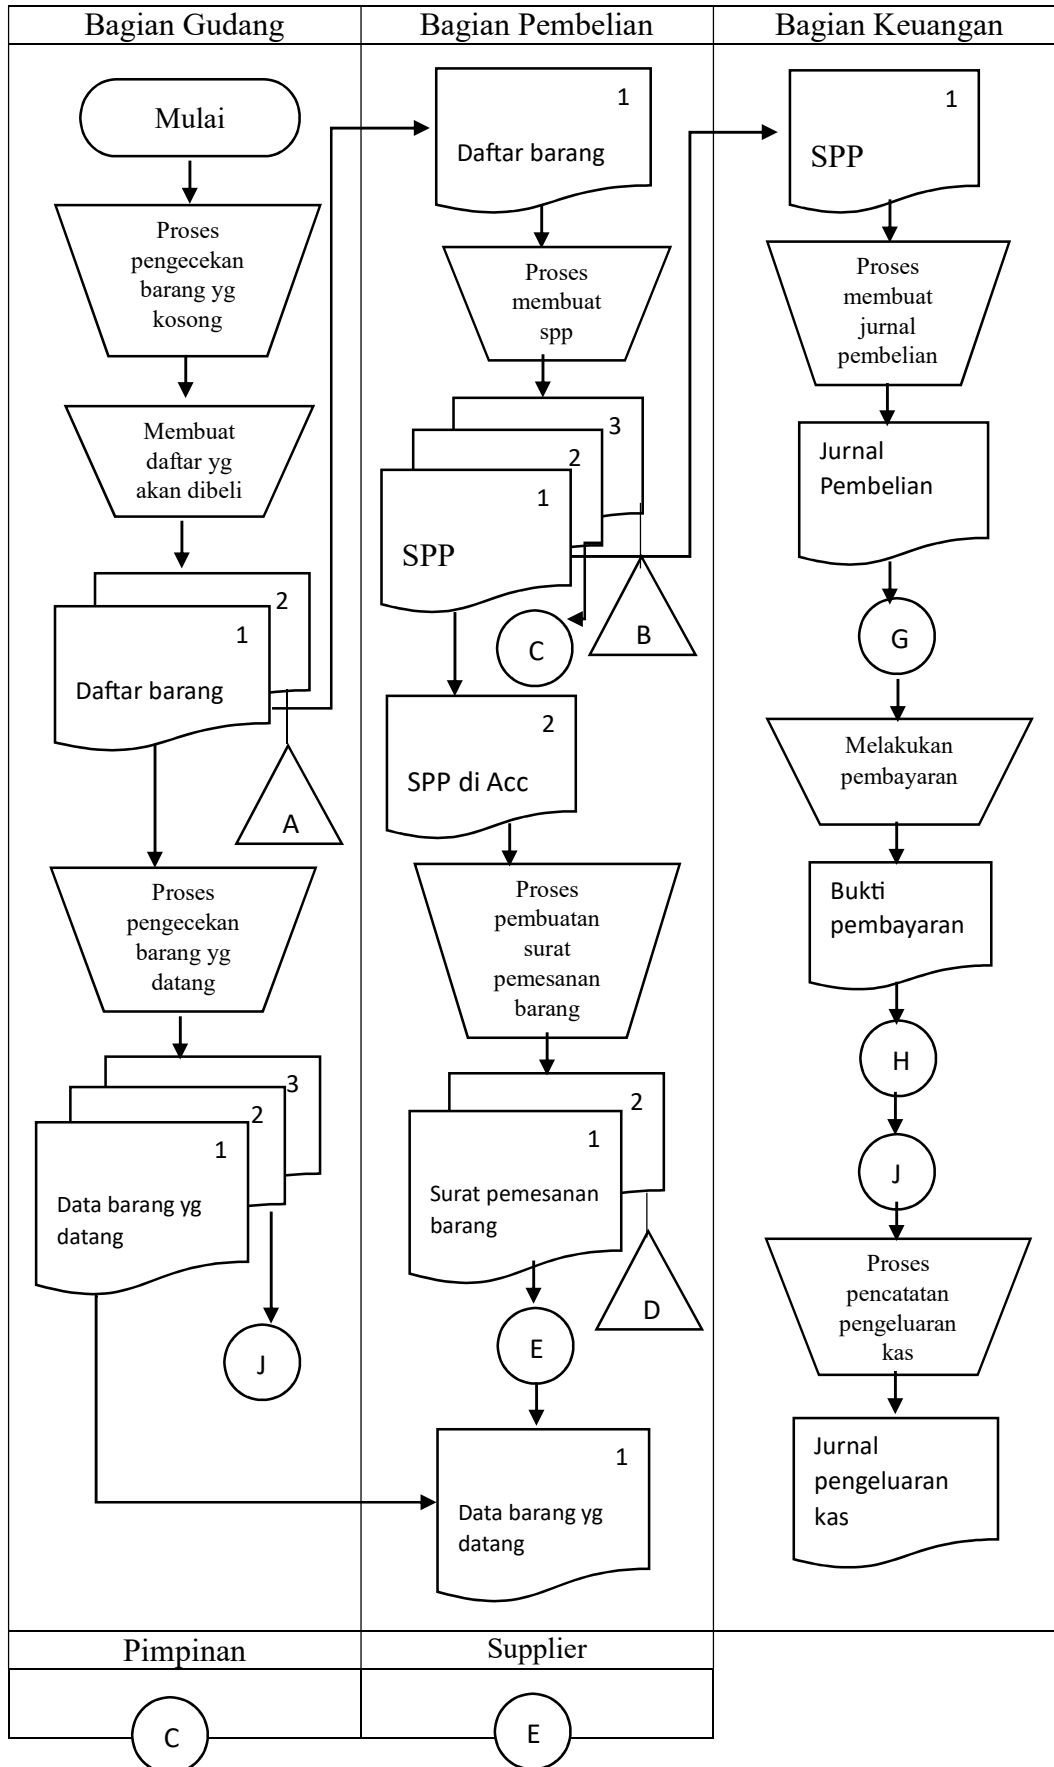 Bagian Gudang
Bagian Pembelian
Bagian Keuangan
Mulai
Proses
pengecekan
barang yg
kosong
Membuat
daftar yg
akan dibeli
2
1
Daftar barang
A
Proses
pengecekan
barang yg
datang
3
2
1
Data barang yg
datang
J
1
Daftar barang
Proses
membuat
spp
3
2
1
SPP
C
B
2
SPP di Acc
Proses
pembuatan
surat
pemesanan
barang
2
1
Surat pemesanan
barang
D
E
1
Data barang yg
datang
1
SPP
Proses
membuat
jurnal
pembelian
Jurnal
Pembelian
G
Melakukan
pembayaran
Bukti
pembayaran
H
J
Proses
pencatatan
pengeluaran
kas
Jurnal
pengeluaran
kas
Pimpinan
Supplier
C
E